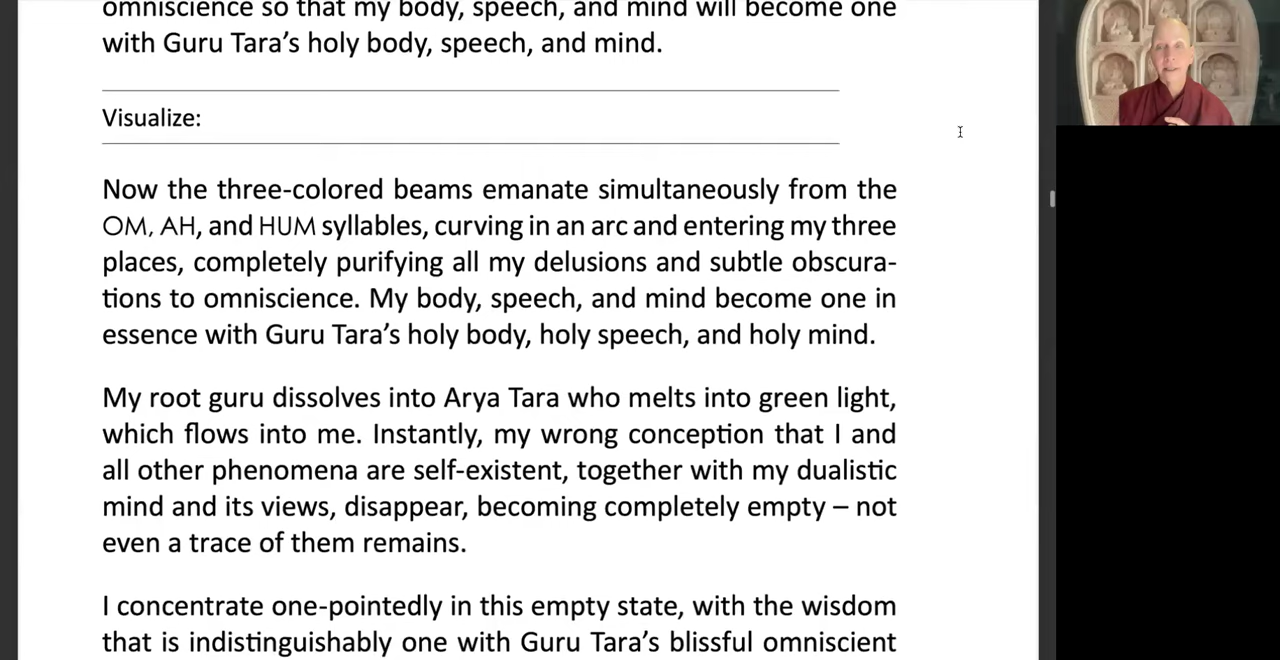 omniscience so that my body, speech, and mind will become one
with Guru Tara’s holy body, speech, and mind.
Visualize:
Now the three-colored beams emanate simultaneously from the
OM, AH, and HUM syllables, curving in an arc and entering my three
places, completely purifying all my delusions and subtle obscura-
tions to omniscience. My body, speech, and mind become one in
essence with Guru Tara’s holy body, holy speech, and holy mind.
My root guru dissolves into Arya Tara who melts into green light,
which flows into me. Instantly, my wrong conception that I and
all other phenomena are self-existent, together with my dualistic
mind and its views, disappear, becoming completely empty – not
even a trace of them remains.
I concentrate one-pointedly in this empty state, with the wisdom
that is indistinguishably one with Guru Tara’s blissful omniscient